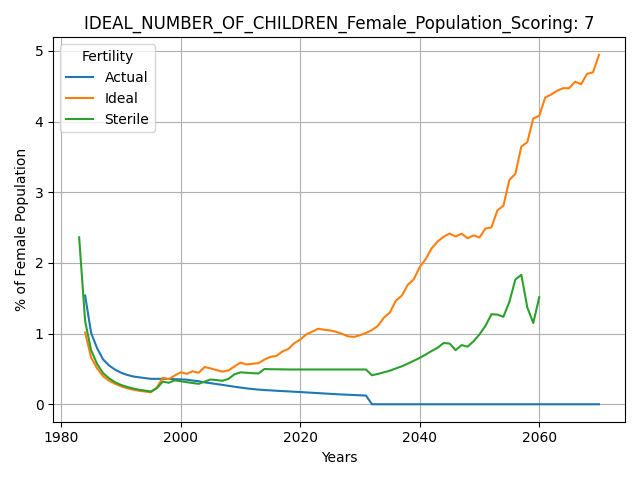 IDEAL_NUMBER_OF_CHILDREN_Female_Population_Scoring: 7
Fertility
Actual
Ideal
Sterile
% of Female Population
5
4
3
2
1
0
1980
2000
2020
2040
2060
Years